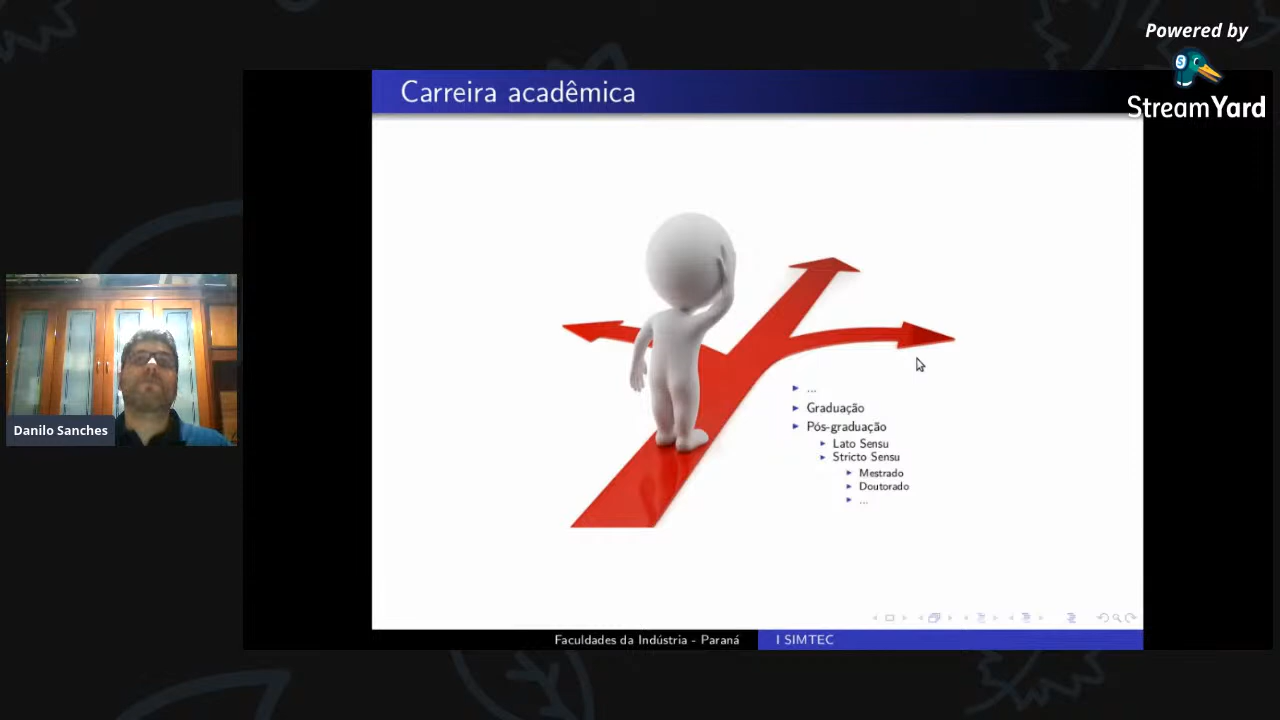 Powered by
StreamYard
Carreira acadêmica
...
Graduação
Pós-graduação
Lato Sensu
Stricto Sensu
Mestrado
Doutorado
...
Danilo Sanches
Faculdades da Indústria - Paraná
I SIMTEC